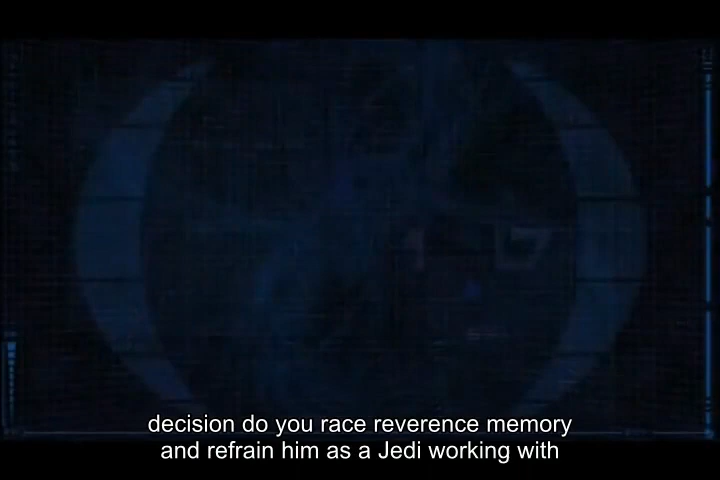 decision do you race reverence memory
and refrain him as a Jedi working with